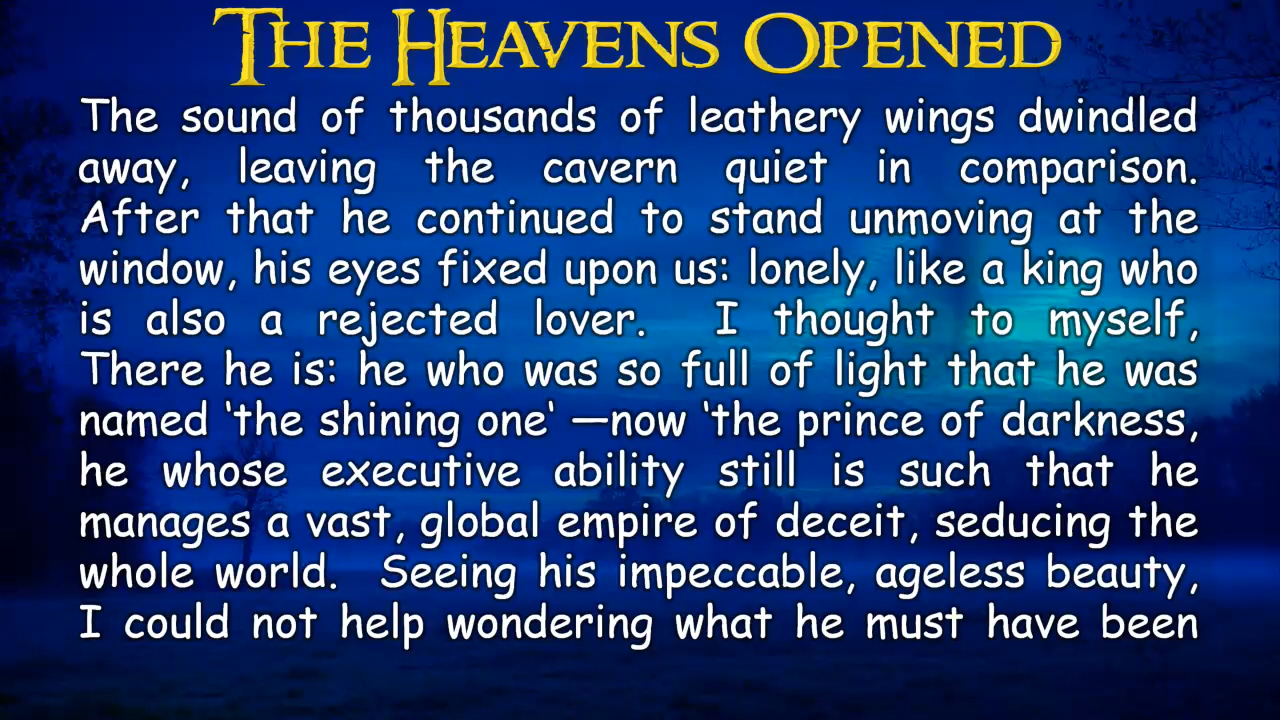 The Heavens Opened
The sound of thousands of leathery wings dwindled
away, leaving the cavern quiet in comparison.
After that he continued to stand unmoving at the
window, his eyes fixed upon us: lonely, like a king who
is also a rejected lover. I thought to myself,
There he is: he who was so full of light that he was
named ‛the shining one‛ —now ‛the prince of darkness,
he whose executive ability still is such that he
manages a vast, global empire of deceit, seducing the
whole world. Seeing his impeccable, ageless beauty,
I could not help wondering what he must have been